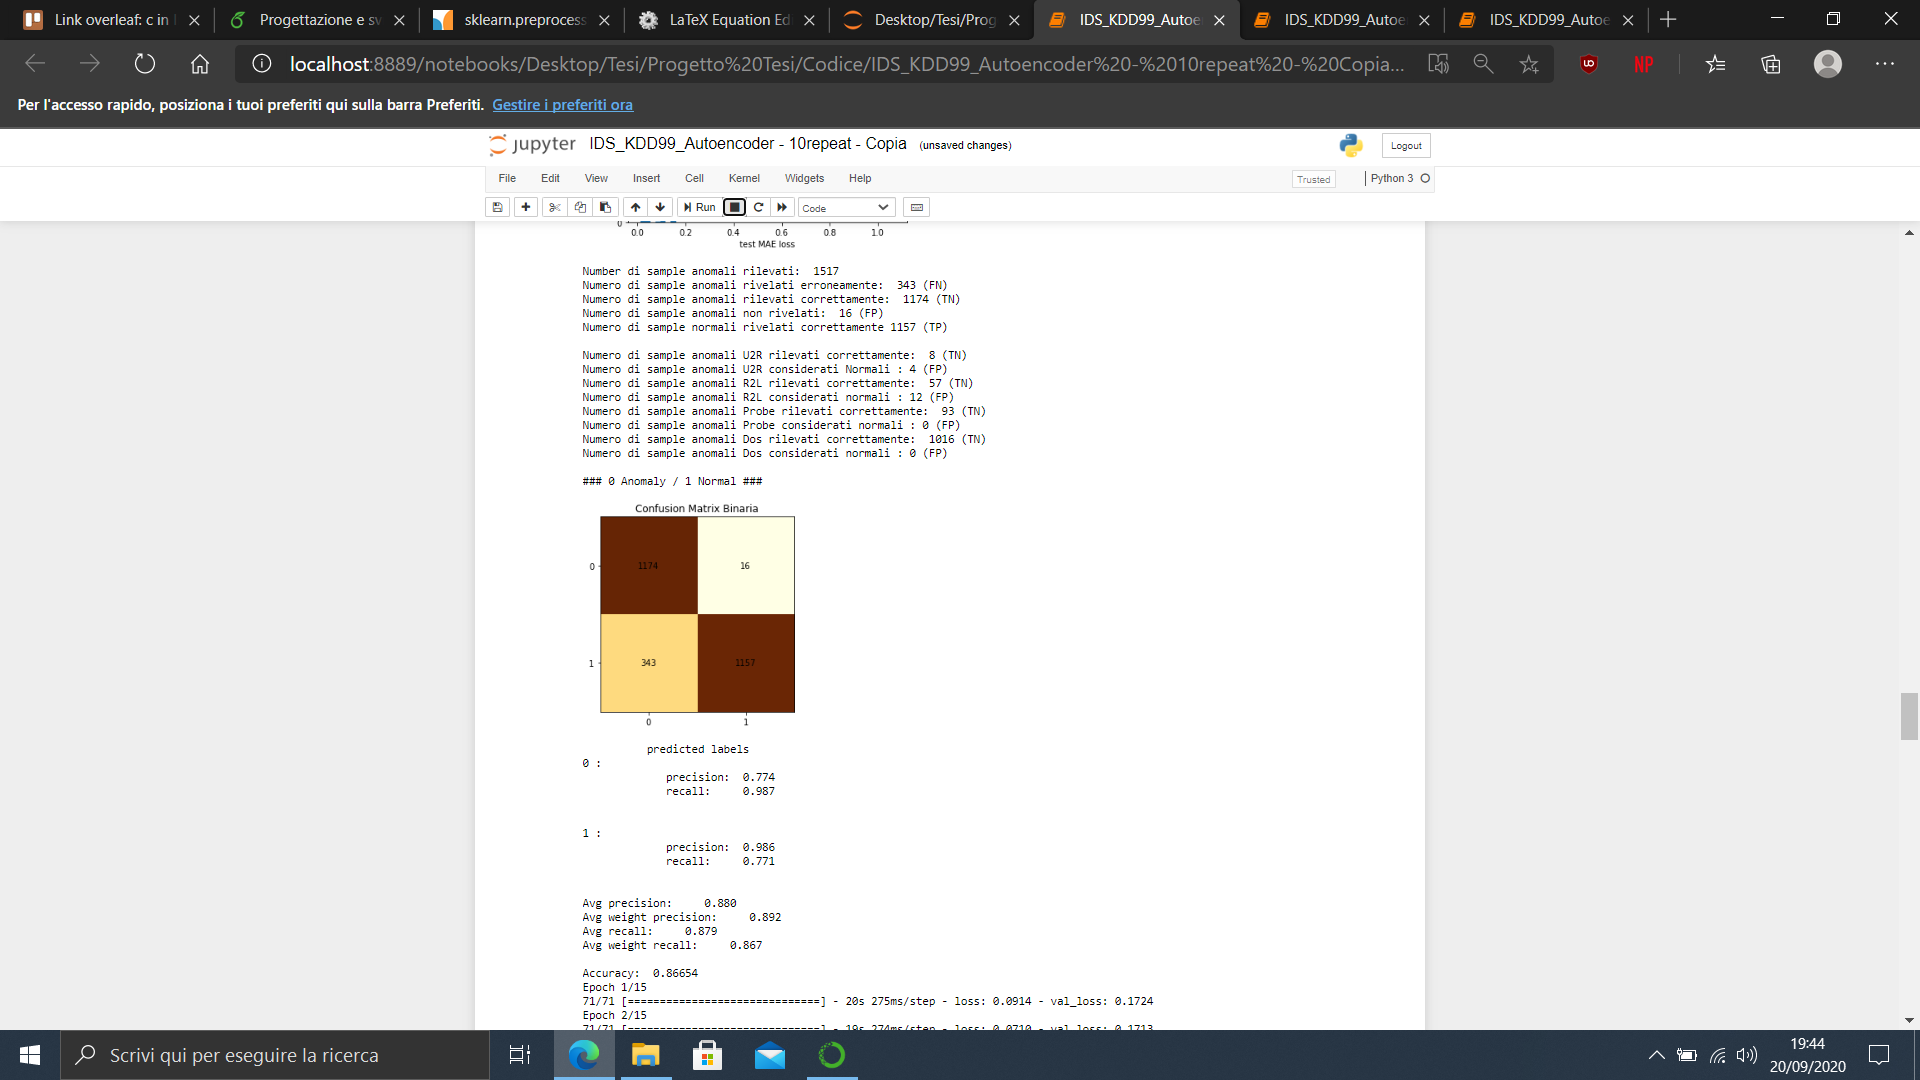 Link overleaf: c in
Progettazione e sv
sklearn.preprocess
LaTeX Equation Edi
Desktop/Tesi/Prog
IDS_KDD99_Autoe
IDS_KDD99_Autoe
IDS_KDD99_Autoe
localhost:8889/notebooks/Desktop/Tesi/Progetto%20Tesi/Codice/IDS_KDD99_Autoencoder%20-%2010repeat%20-%20Copia...
NP
Per l'accesso rapido, posiziona i tuoi preferiti qui sulla barra Preferiti. Gestire i preferiti ora
jupyter IDS_KDD99_Autoencoder - 10repeat - Copia (unsaved changes)
Logout
File Edit View Insert Cell Kernel Widgets Help
Trusted Python 3
Run Code
0
0.0 0.2 0.4 0.6 0.8 1.0
test MAE loss
Number di sample anomali rilevati: 1517
Numero di sample anomali rivelati erroneamente: 343 (FN)
Numero di sample anomali rilevati correttamente: 1174 (TN)
Numero di sample anomali non rivelati: 16 (FP)
Numero di sample normali rivelati correttamente 1157 (TP)
Numero di sample anomali U2R rilevati correttamente: 8 (TN)
Numero di sample anomali U2R considerati Normali : 4 (FP)
Numero di sample anomali R2L rilevati correttamente: 57 (TN)
Numero di sample anomali R2L considerati normali : 12 (FP)
Numero di sample anomali Probe rilevati correttamente: 93 (TN)
Numero di sample anomali Probe considerati normali : 0 (FP)
Numero di sample anomali Dos rilevati correttamente: 1016 (TN)
Numero di sample anomali Dos considerati normali : 0 (FP)
### 0 Anomaly / 1 Normal ###
Confusion Matrix Binaria
0 1174 16
1 343 1157
0 1
predicted labels
0 :
precision: 0.774
recall: 0.987
1 :
precision: 0.986
recall: 0.771
Avg precision: 0.880
Avg weight precision: 0.892
Avg recall: 0.879
Avg weight recall: 0.867
Accuracy: 0.86654
Epoch 1/15
71/71 [==============================] - 20s 275ms/step - loss: 0.0914 - val_loss: 0.1724
Epoch 2/15
71/71 [==============================] - 19s 274ms/step - loss: 0.0710 - val_loss: 0.1713
Scrivi qui per eseguire la ricerca
19:44
20/09/2020